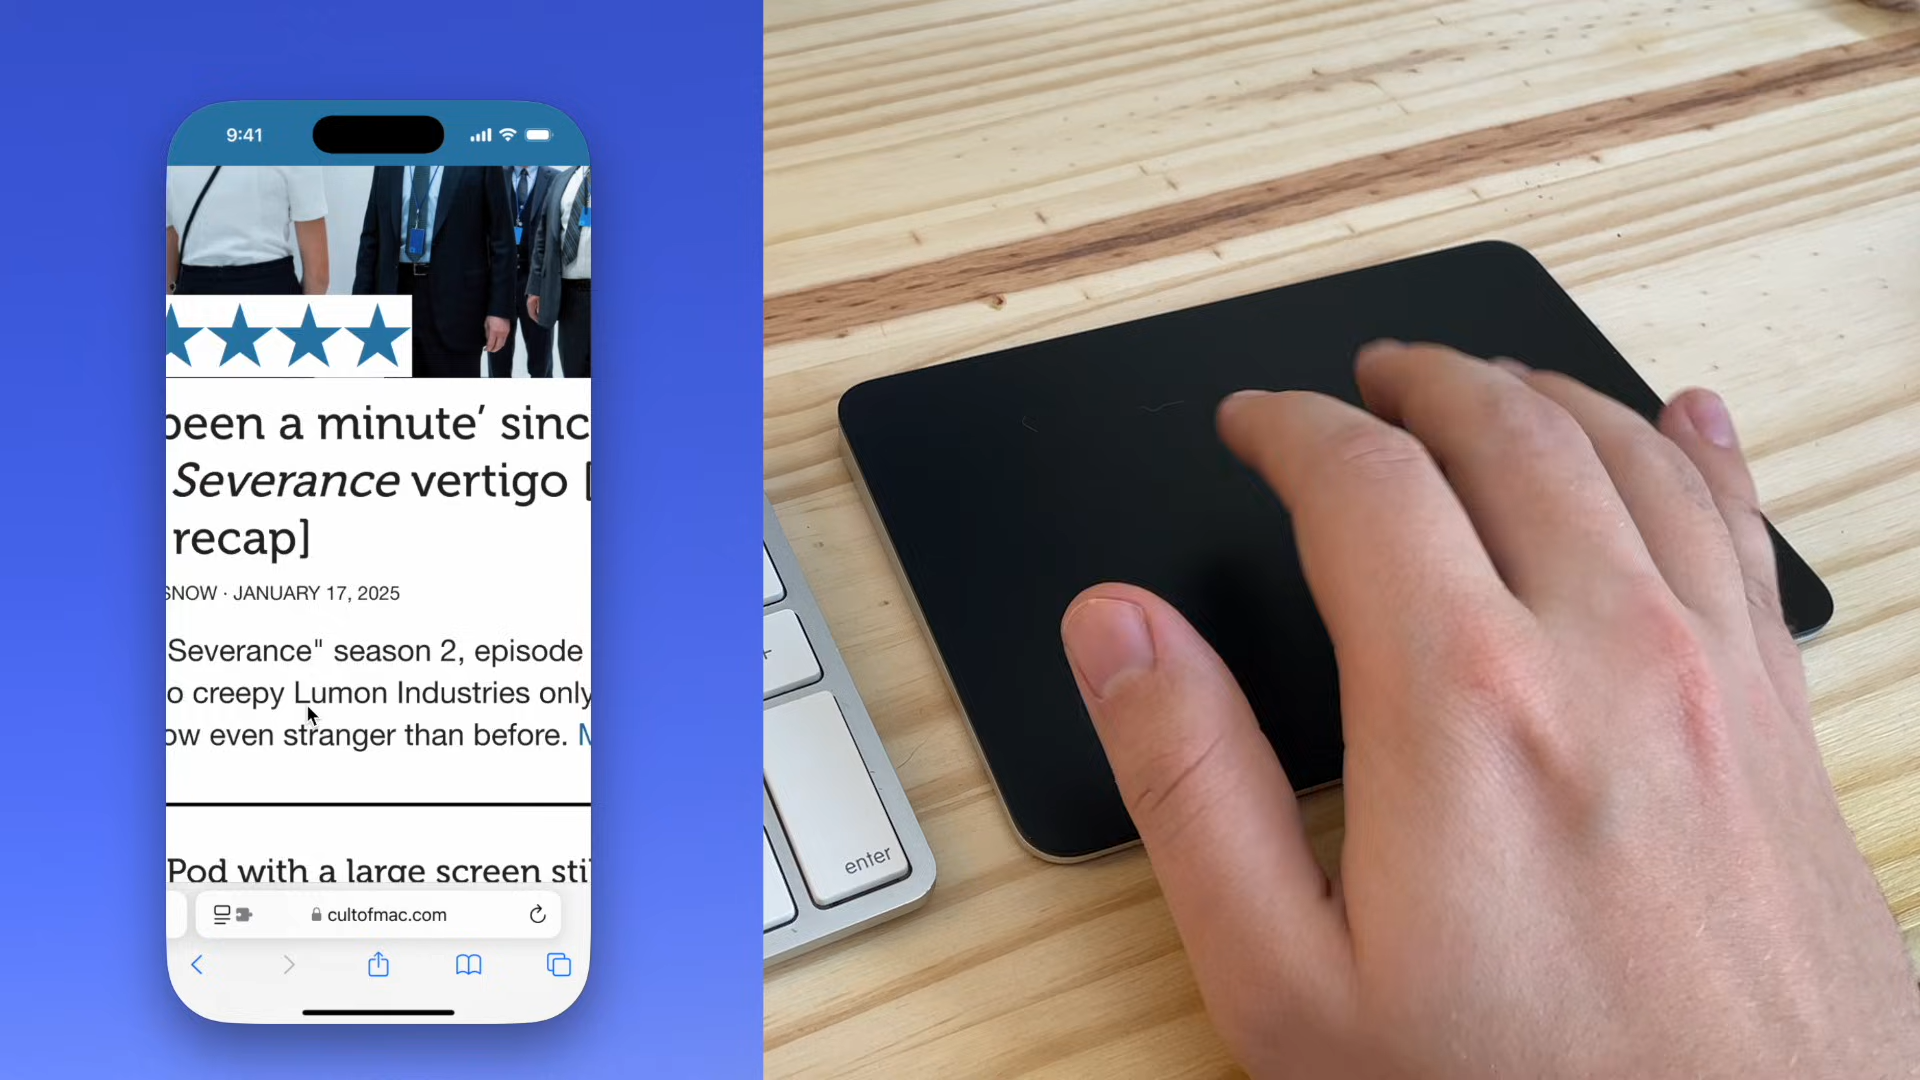 9:41
been a minute’ sinc
Severance vertigo [
recap]
SNOW · JANUARY 17, 2025
Severance" season 2, episode
o creepy Lumon Industries only
ow even stranger than before. M
Pod with a large screen sti
cultofmac.com
+
enter